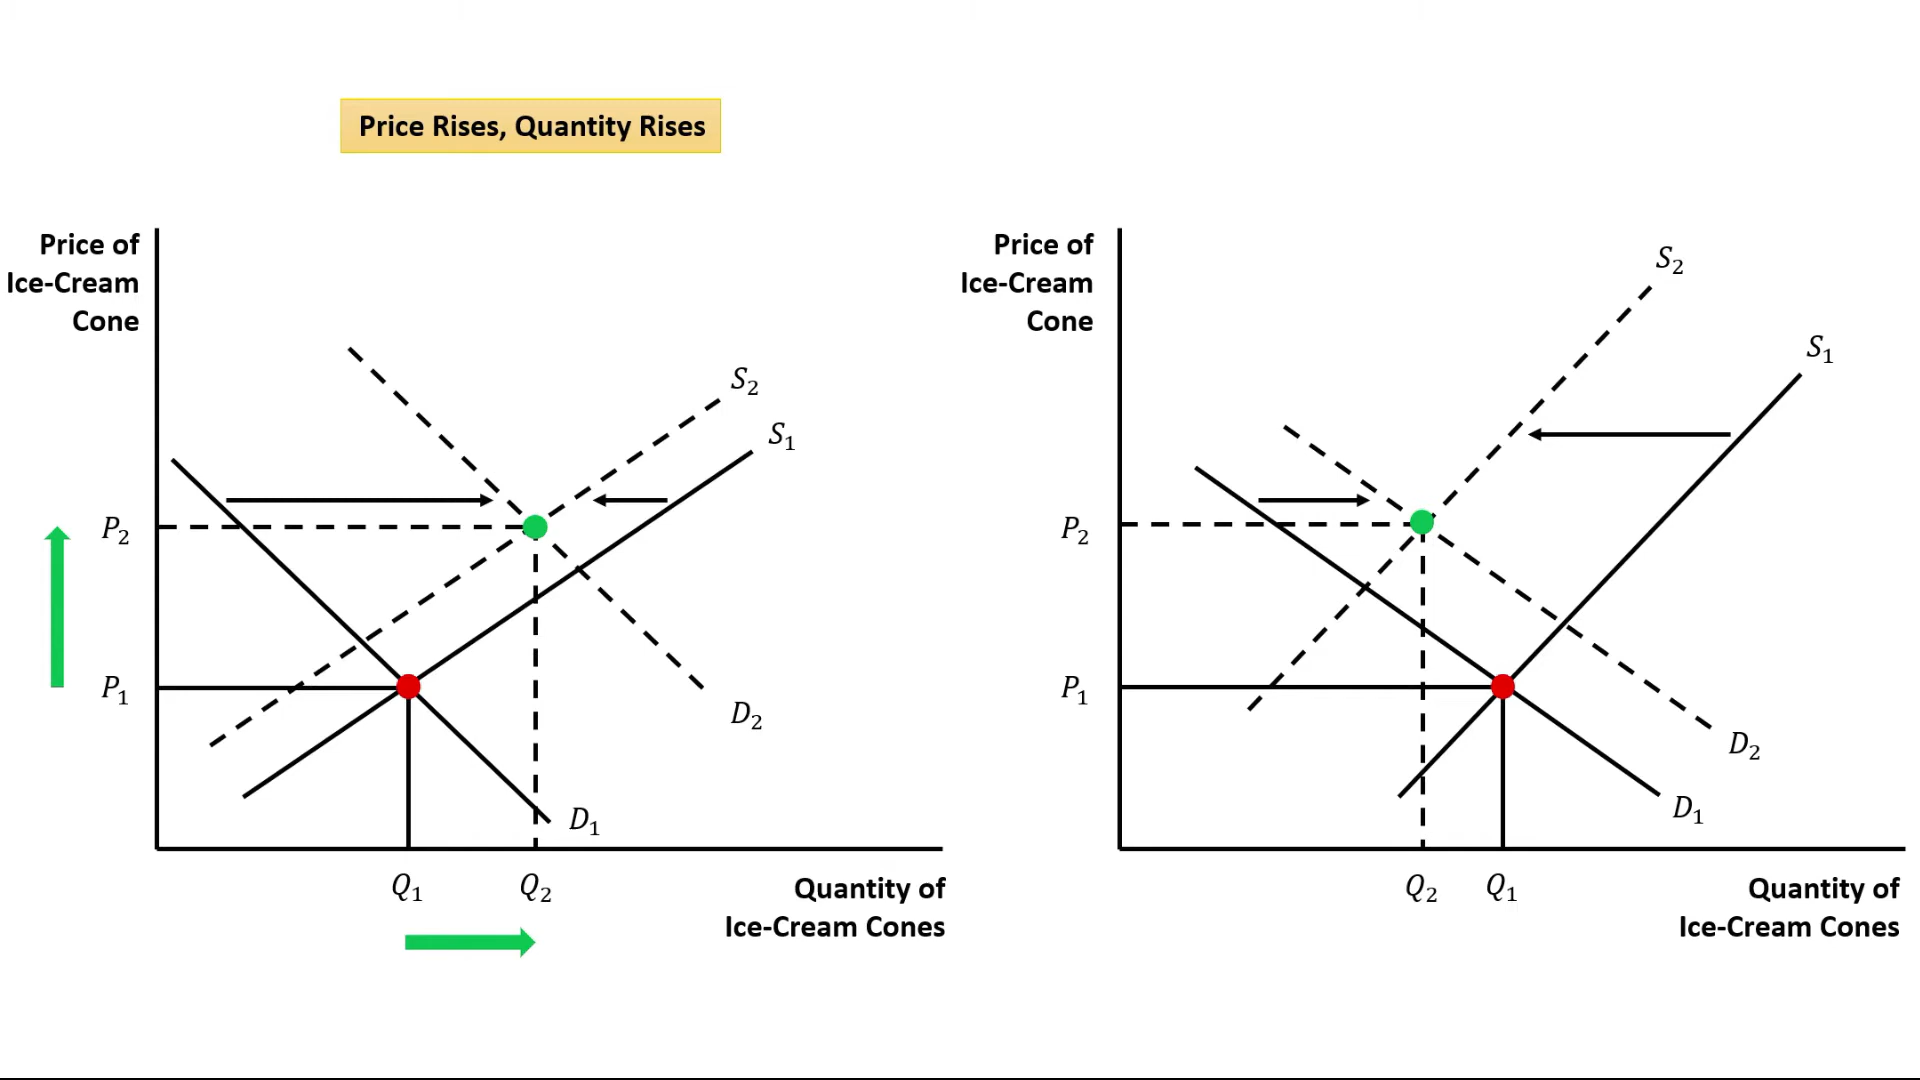 Price Rises, Quantity Rises
Price of
Ice-Cream
Cone
S₂
S₁
P₂
P₁
D₂
D₁
Q₁
Q₂
Quantity of
Ice-Cream Cones
Price of
Ice-Cream
Cone
S₂
S₁
P₂
P₁
D₂
D₁
Q₂
Q₁
Quantity of
Ice-Cream Cones